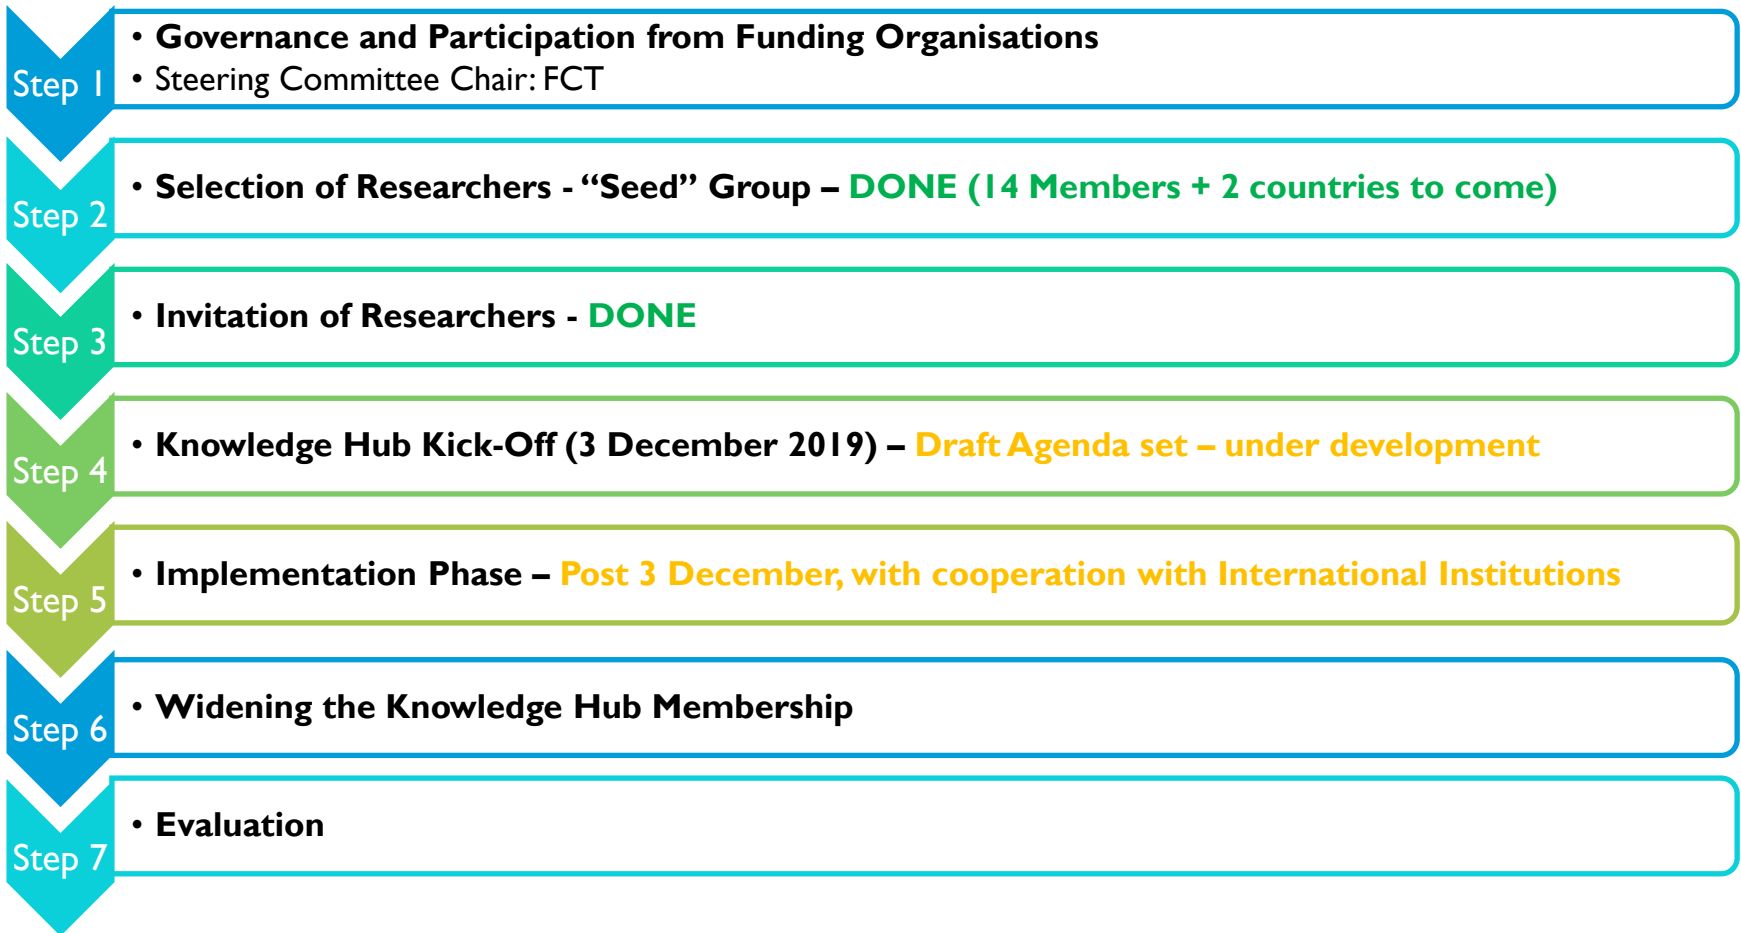 Step 1
• Governance and Participation from Funding Organisations
• Steering Committee Chair: FCT
Step 2
• Selection of Researchers - “Seed” Group – DONE (14 Members + 2 countries to come)
Step 3
• Invitation of Researchers - DONE
Step 4
• Knowledge Hub Kick-Off (3 December 2019) – Draft Agenda set – under development
Step 5
• Implementation Phase – Post 3 December, with cooperation with International Institutions
Step 6
• Widening the Knowledge Hub Membership
Step 7
• Evaluation